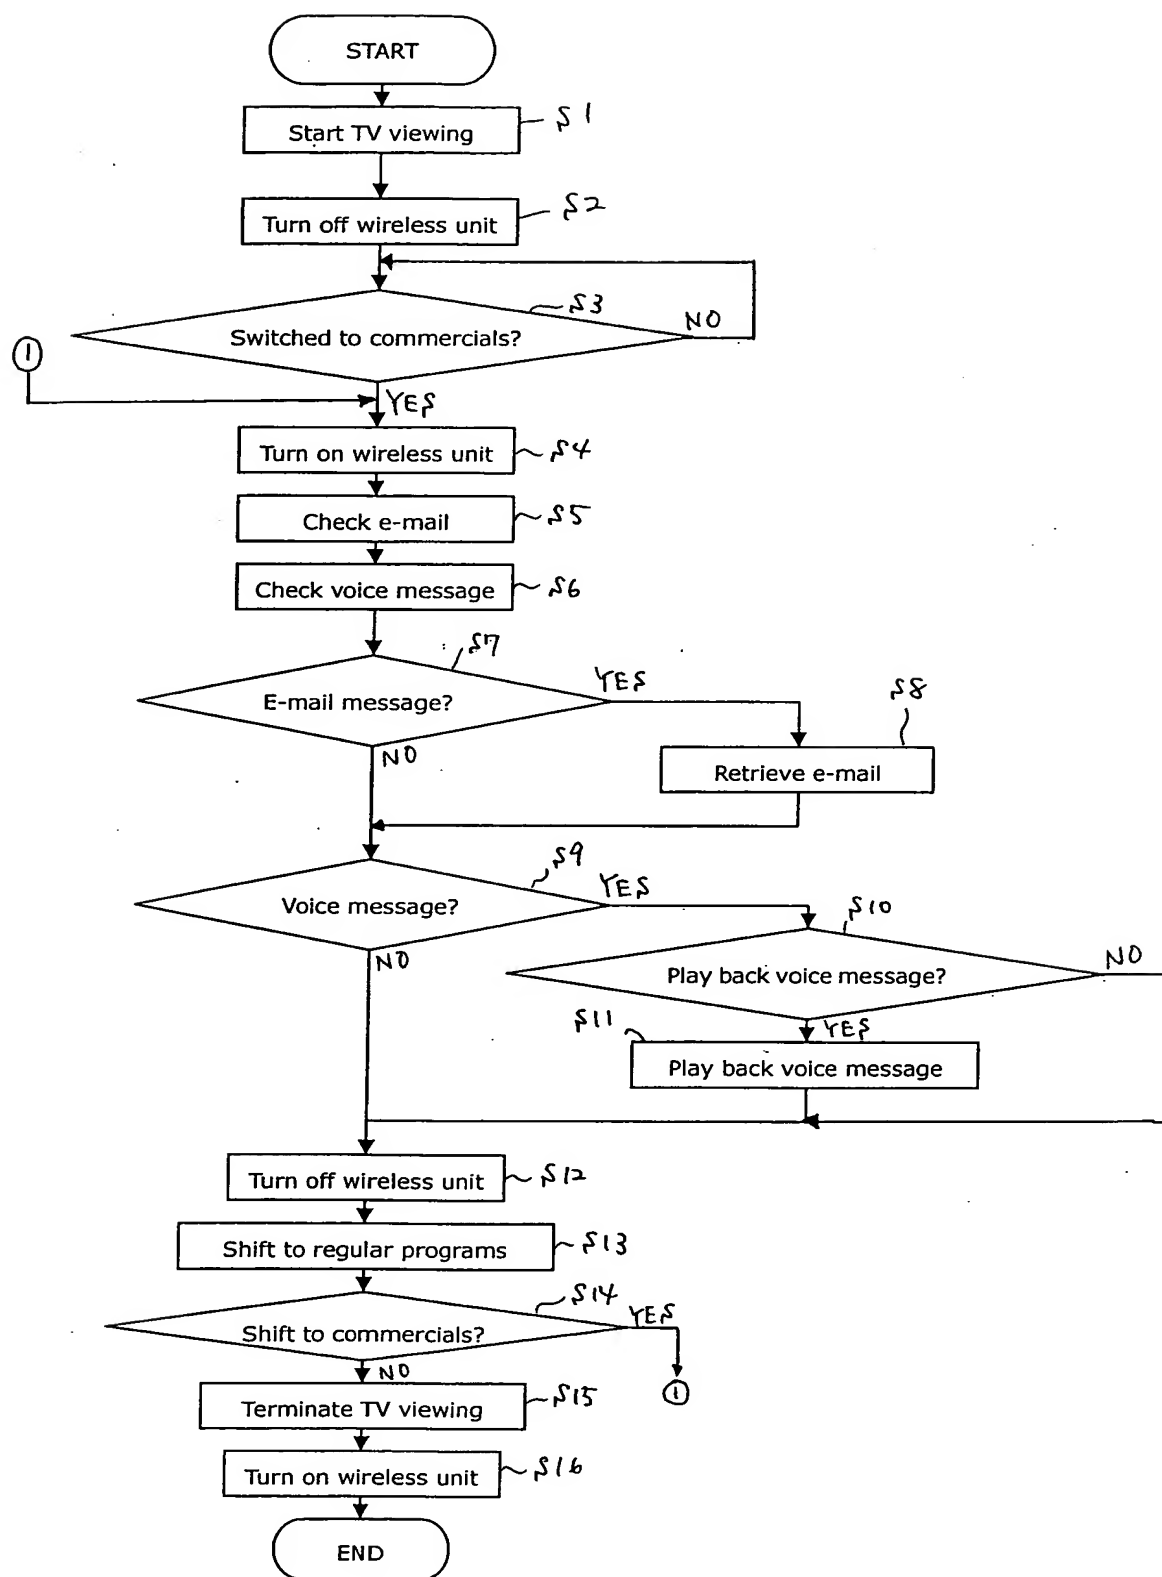 START
Start TV viewing
S1
Turn off wireless unit
S2
S3
Switched to commercials?
NO
1
YES
Turn on wireless unit
S4
Check e-mail
S5
Check voice message
S6
S7
E-mail message?
YES
S8
NO
Retrieve e-mail
S9
Voice message?
YES
S10
NO
Play back voice message?
NO
S11
YES
Play back voice message
Turn off wireless unit
S12
Shift to regular programs
S13
S14
Shift to commercials?
YES
NO
1
Terminate TV viewing
S15
Turn on wireless unit
S16
END